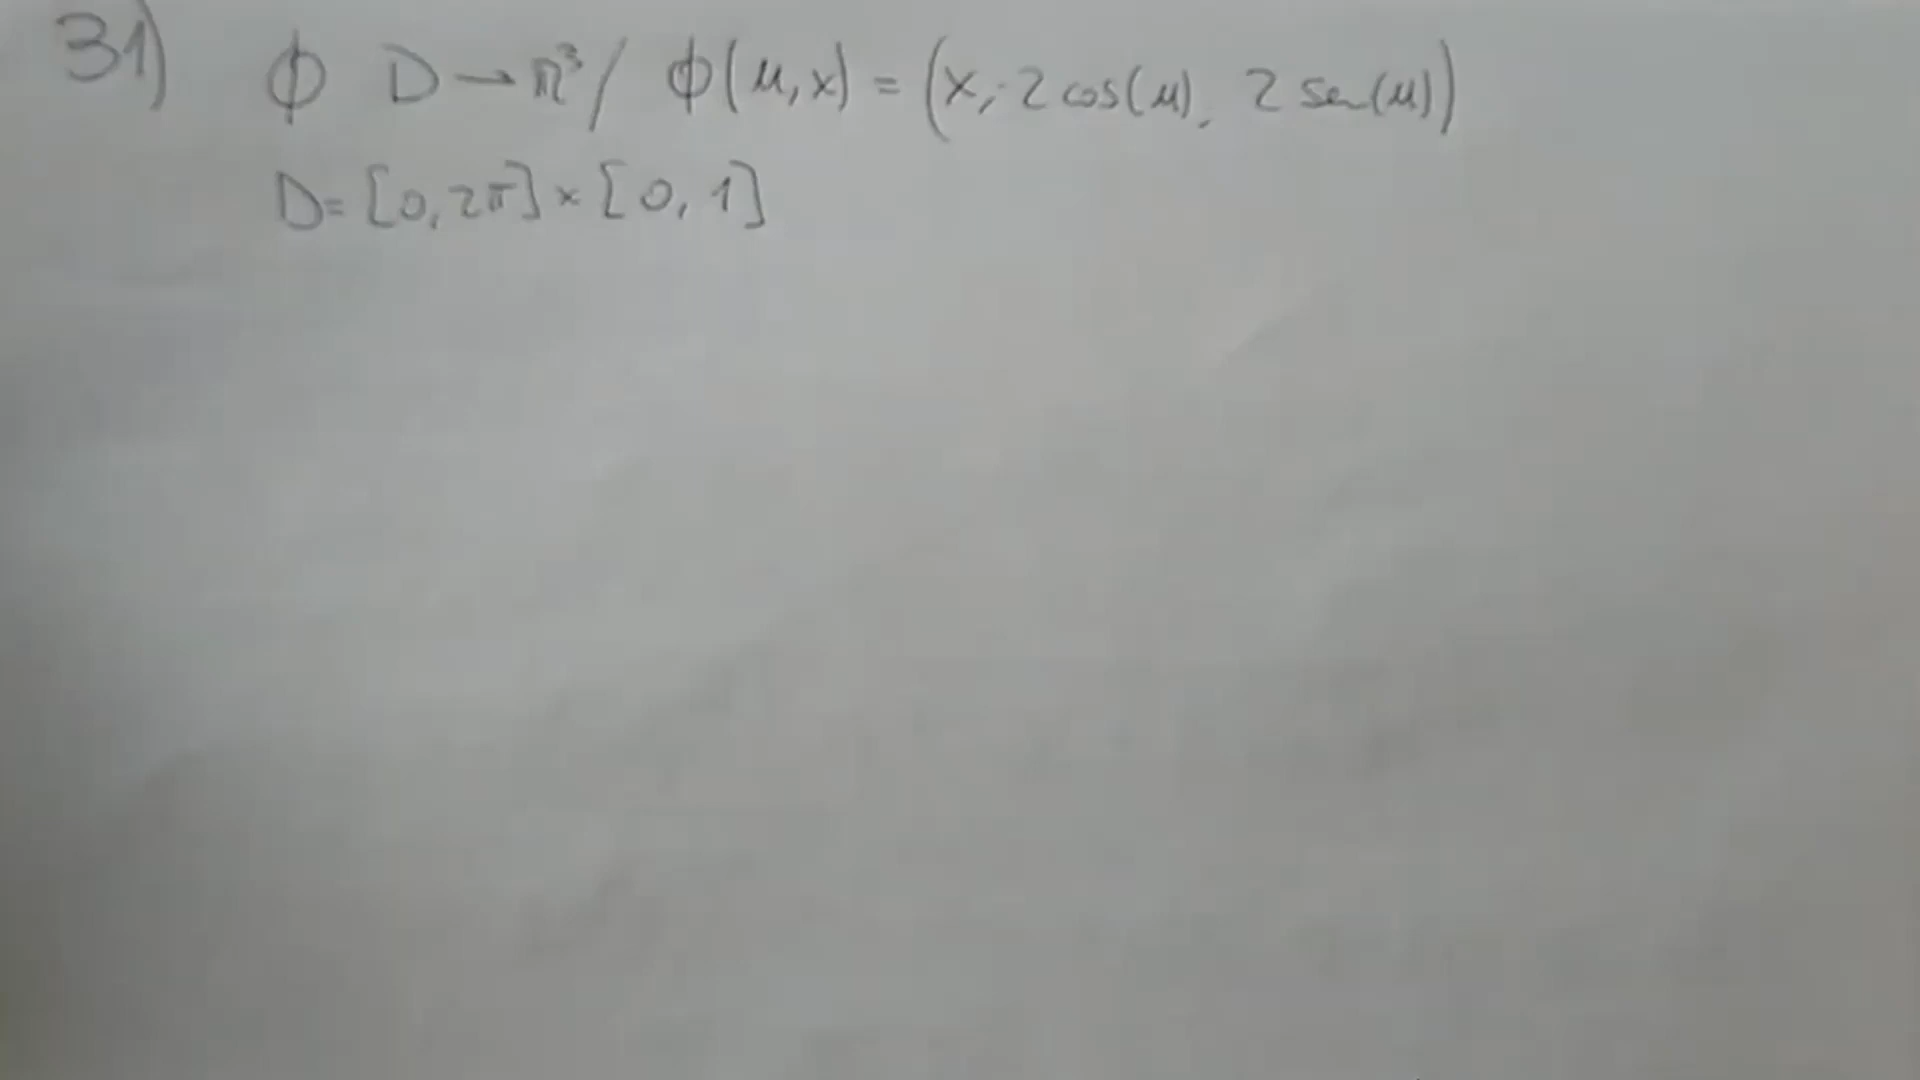 31) ϕ D → ℝ³ / ϕ(μ, x) = (x, 2 cos(μ), 2 sen(μ))
D = [0, 2π] × [0, 1]